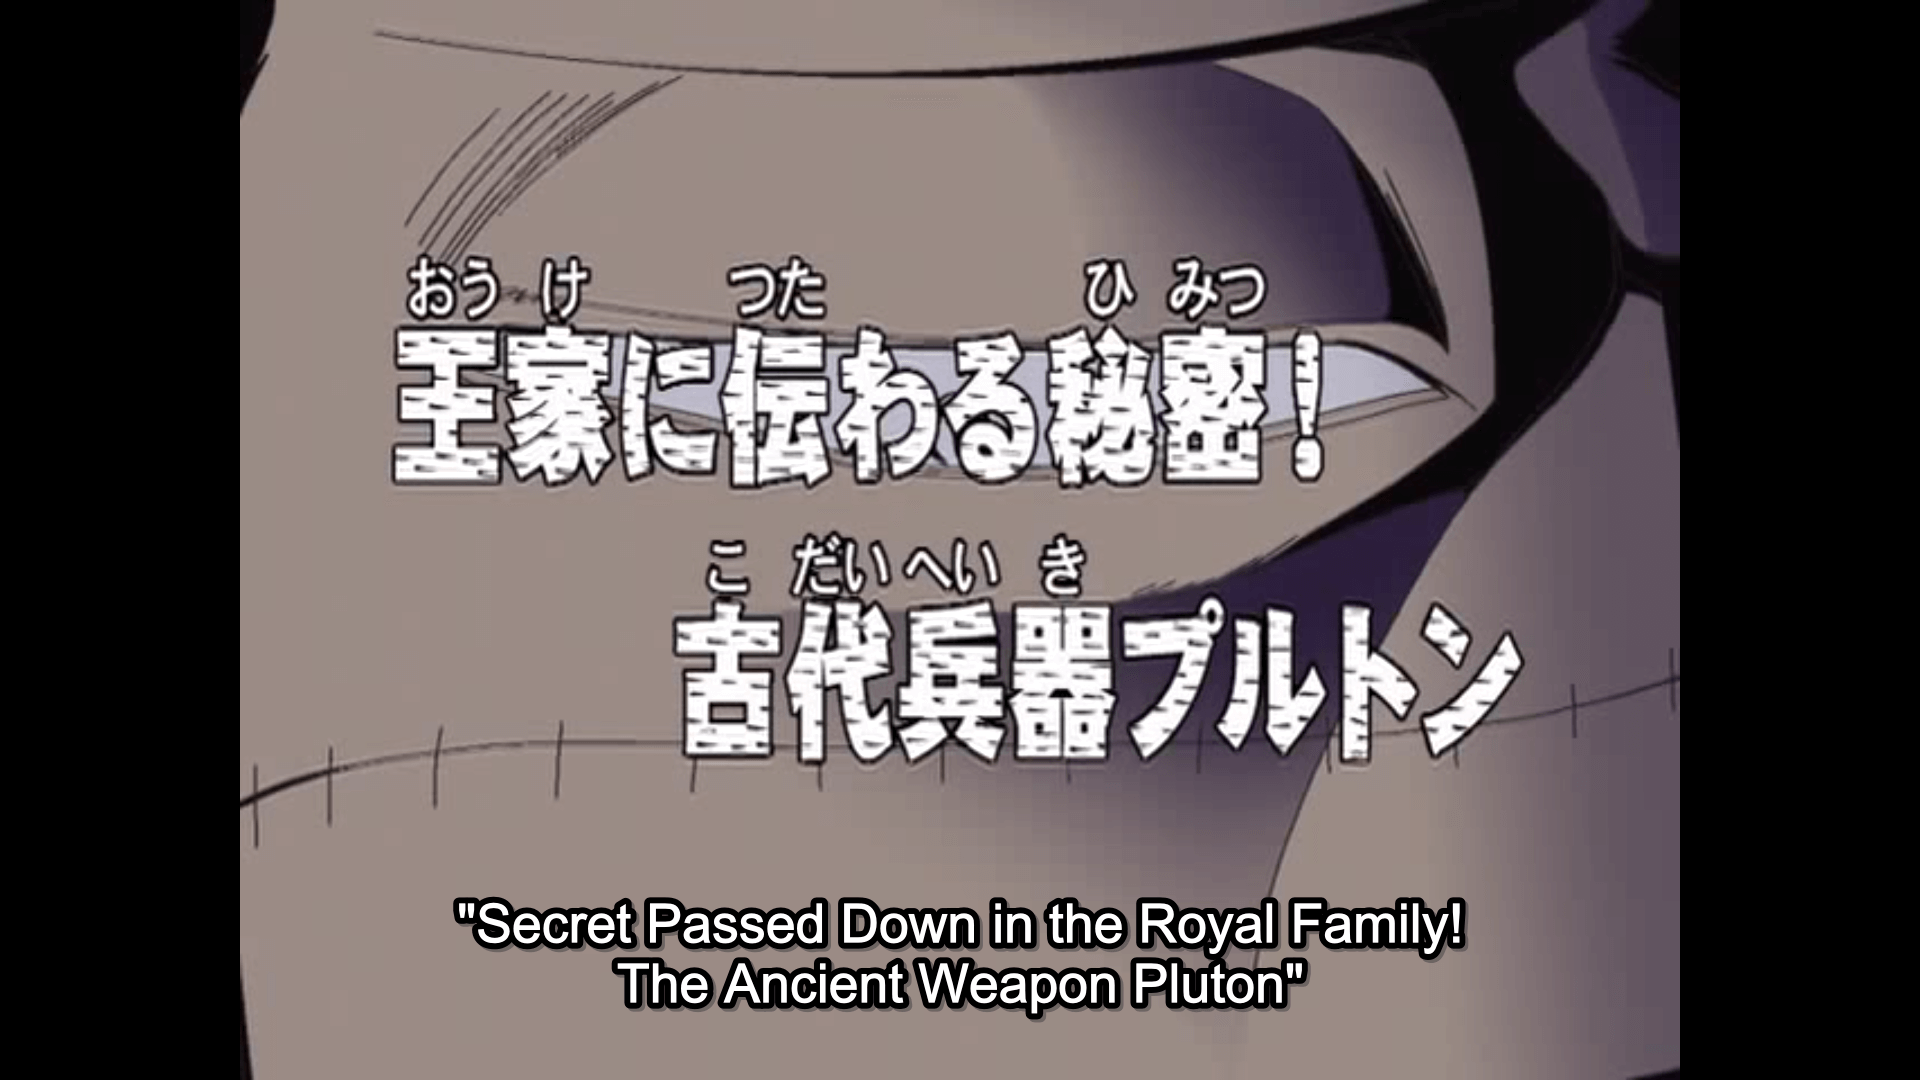 おうけ つた ひみつ
王家に伝わる秘密!
こだいへいき
古代兵器プルトン
"Secret Passed Down in the Royal Family!
The Ancient Weapon Pluton"